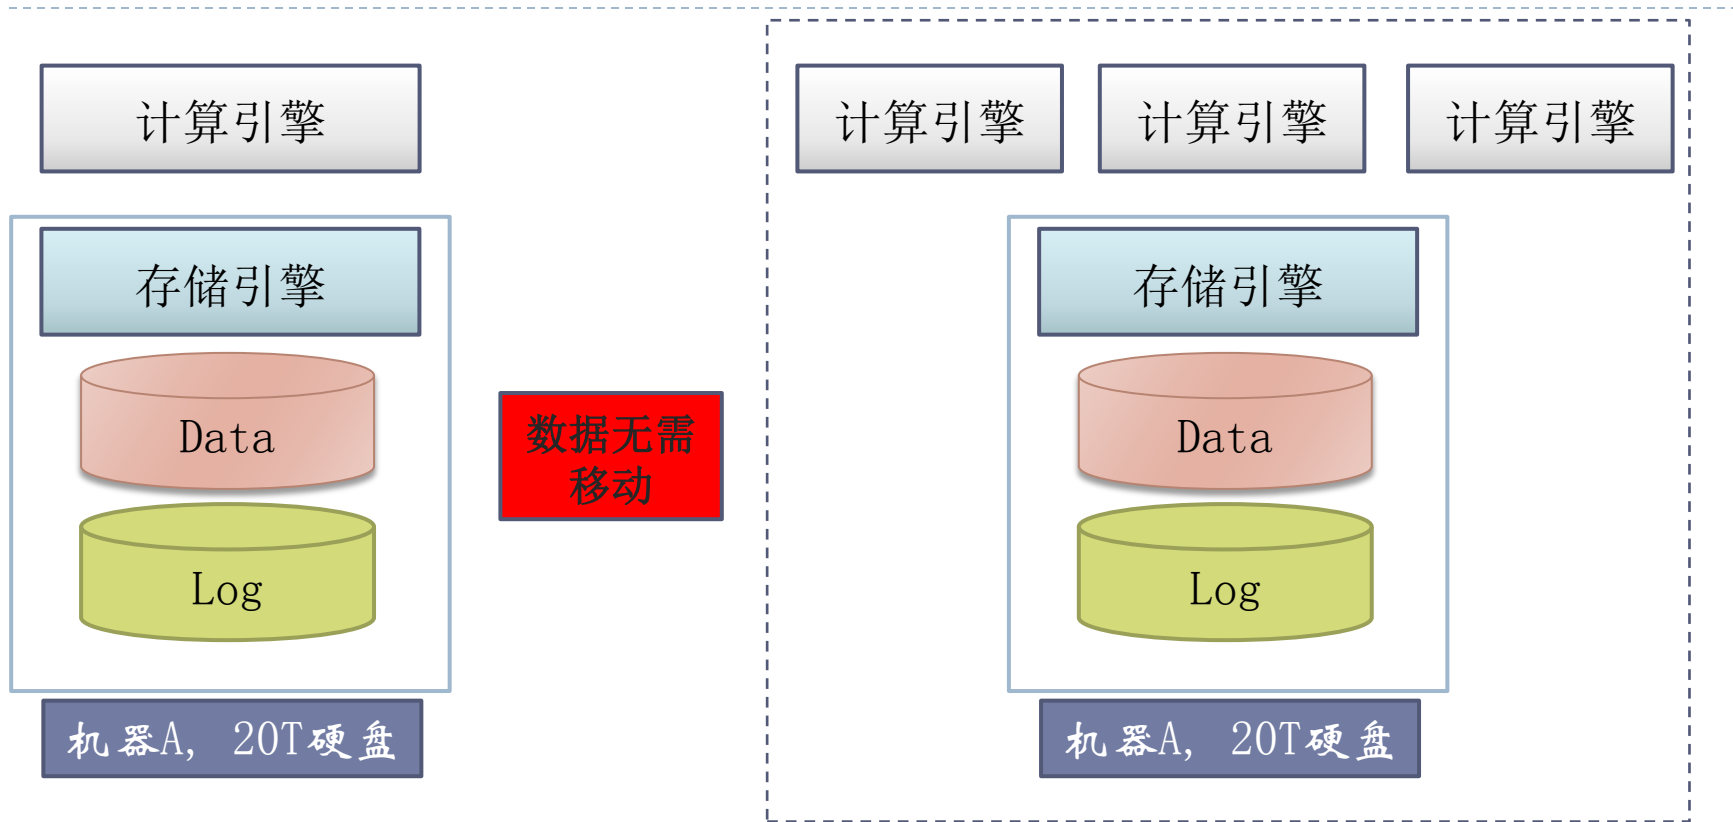 计算引擎
计算引擎
计算引擎
计算引擎
存储引擎
存储引擎
Data
Data
数据无需
移动
Log
Log
机器A, 20T硬盘
机器A, 20T硬盘